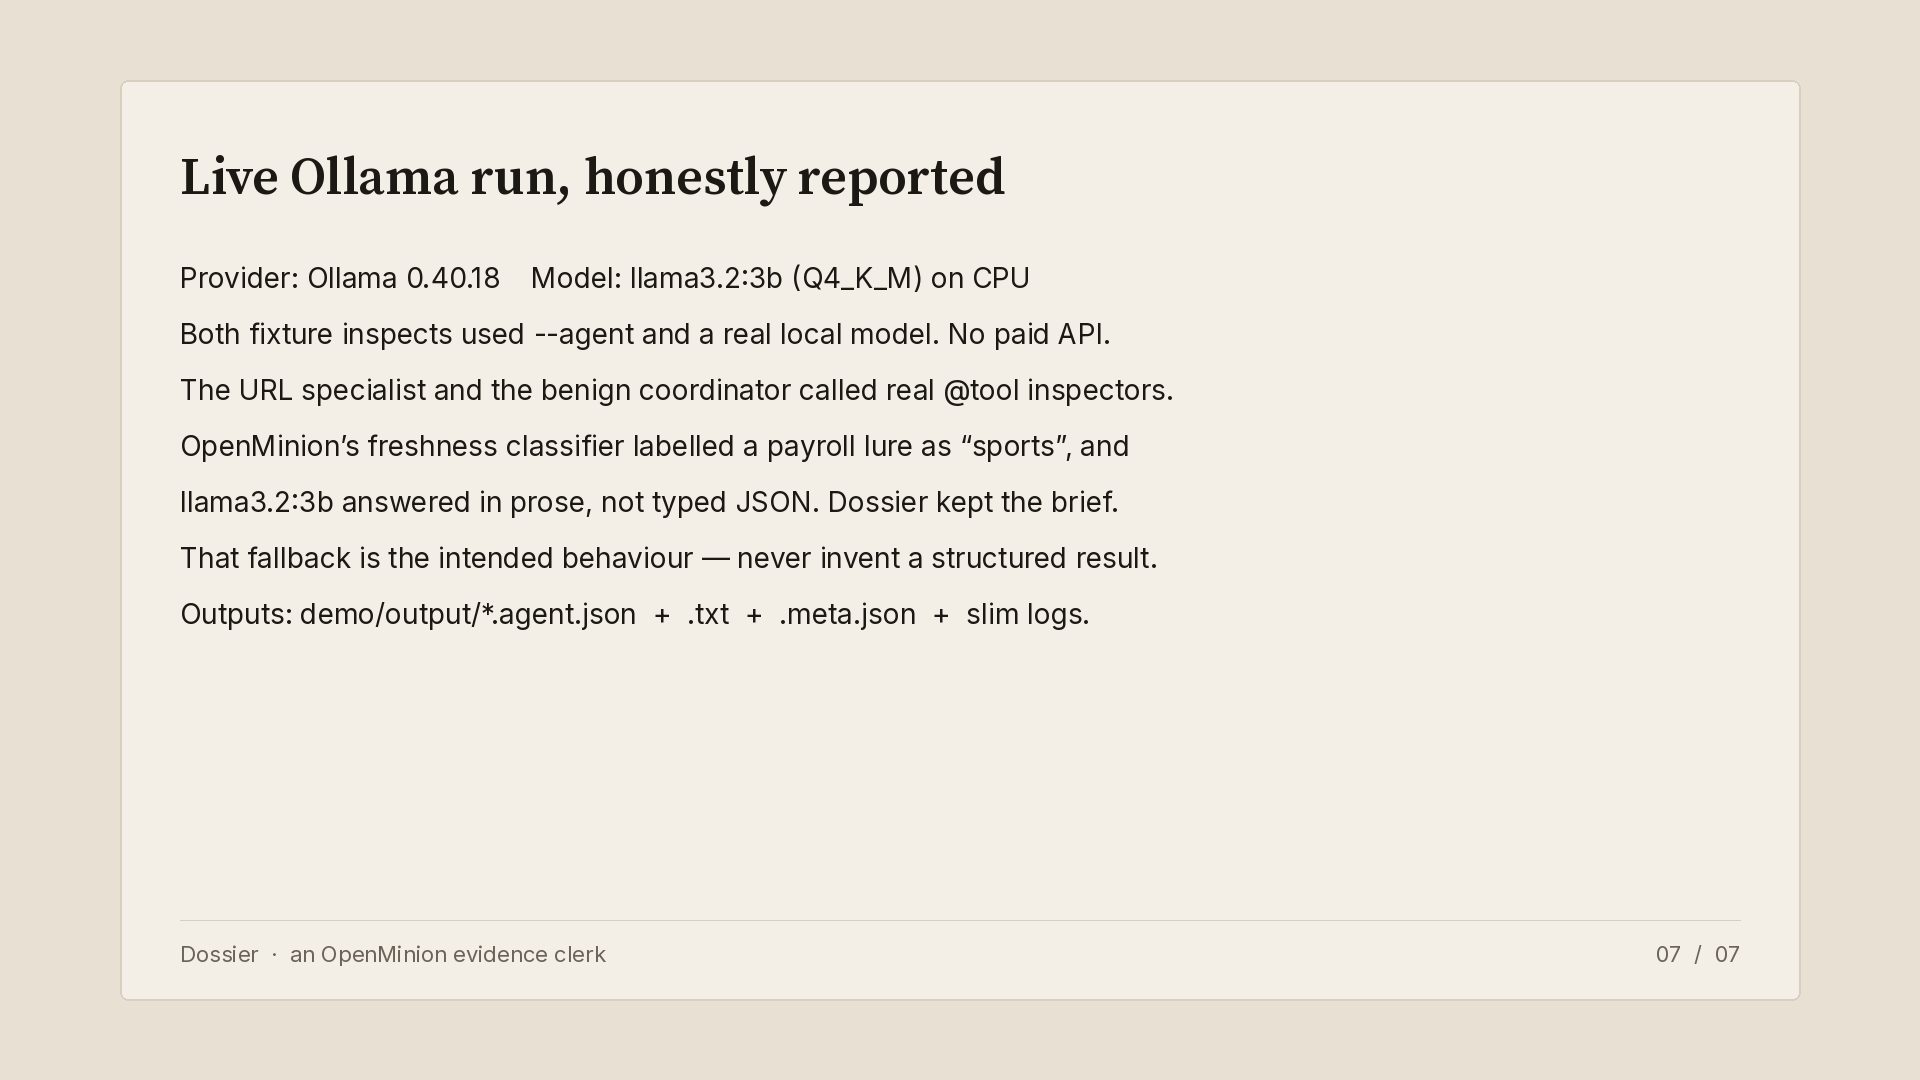 Live Ollama run, honestly reported
Provider: Ollama 0.40.18    Model: llama3.2:3b (Q4_K_M) on CPU
Both fixture inspects used --agent and a real local model. No paid API.
The URL specialist and the benign coordinator called real @tool inspectors.
OpenMinion’s freshness classifier labelled a payroll lure as “sports”, and
llama3.2:3b answered in prose, not typed JSON. Dossier kept the brief.
That fallback is the intended behaviour — never invent a structured result.
Outputs: demo/output/*.agent.json  +  .txt  +  .meta.json  +  slim logs.
Dossier  ·  an OpenMinion evidence clerk
07  /  07